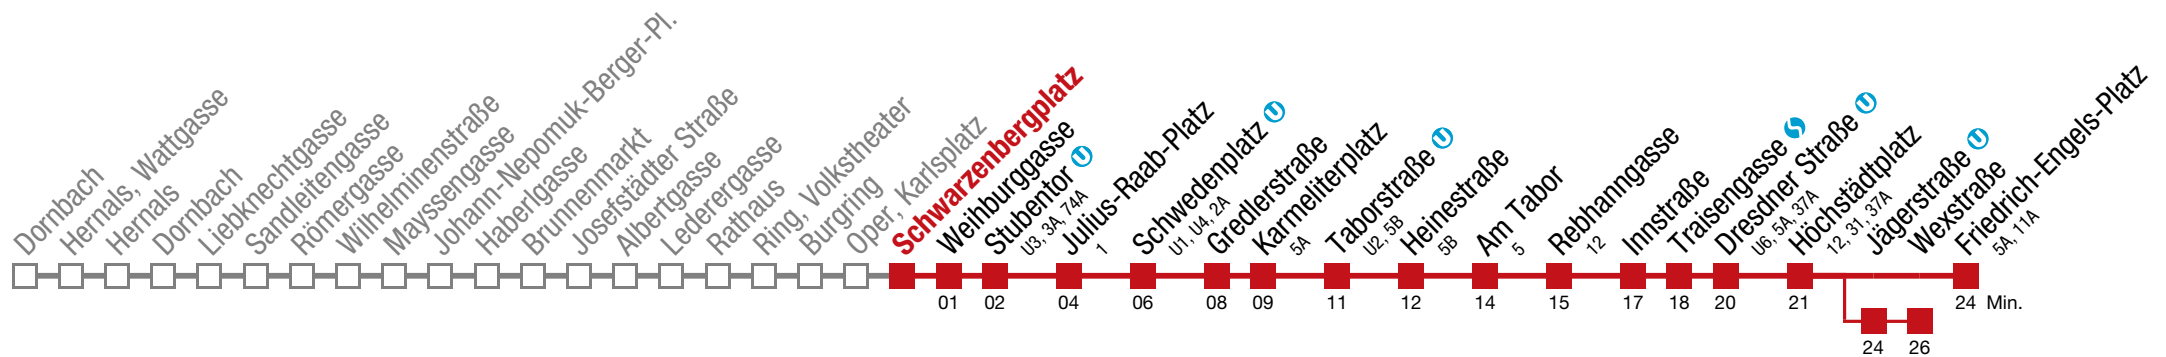 Dornbach
Hernals, Wattgasse
Hernals
Dornbach
Liebknechtgasse
Sandleitengasse
Römergasse
Wilhelminenstraße
Mayssengasse
Johann-Nepomuk-Berger-Pl.
Haberlgasse
Brunnenmarkt
Josefstädter Straße
Albertgasse
Lederergasse
Rathaus
Ring, Volkstheater
Burgring
Oper, Karlsplatz
Schwarzenbergplatz
Weihburggasse
Stubentor U
U3, 3A, 74A
Julius-Raab-Platz
1
Schwedenplatz U
U1, U4, 2A
Gredlerstraße
Karmeliterplatz
5A
Taborstraße U
U2, 5B
Heinestraße
5B
Am Tabor
5
Rebhanngasse
12
Innstraße
Traisengasse S
Dresdner Straße U
U6, 5A, 37A
Höchstädtplatz
12, 31, 37A
Jägerstraße U
Wexstraße
Friedrich-Engels-Platz
5A, 11A
01 02 04 06 08 09 11 12 14 15 17 18 20 21 24 Min.
24 26